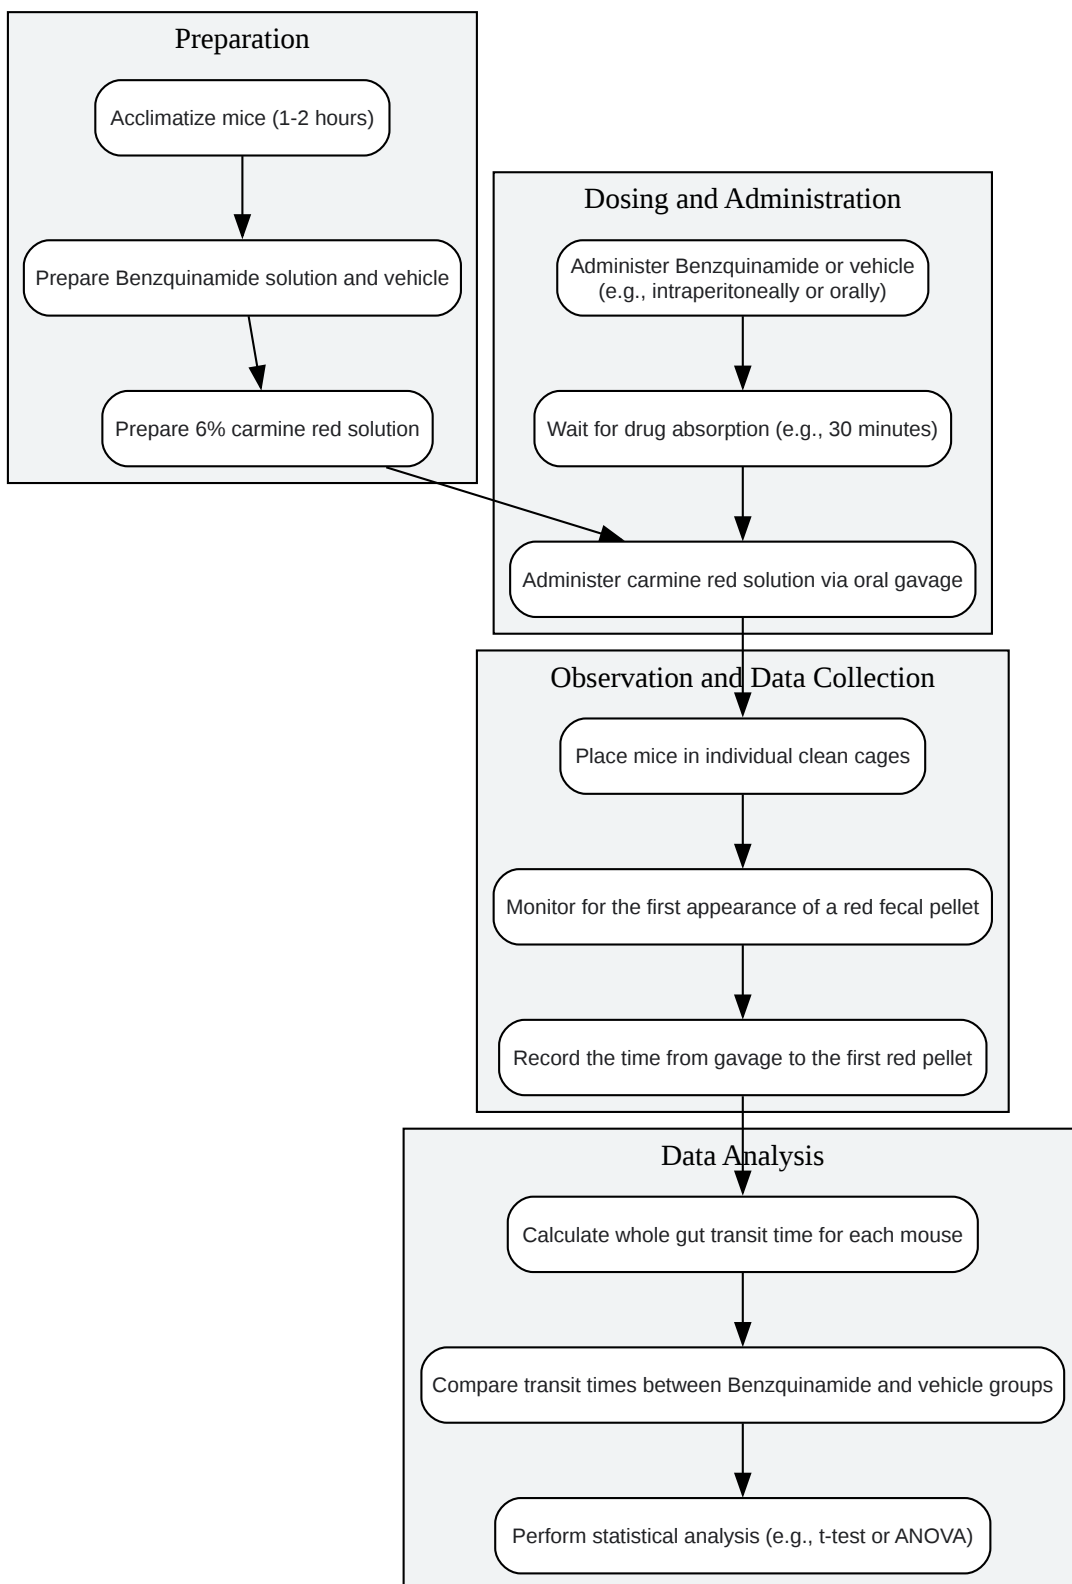 Preparation
Acclimatize mice (1-2 hours)
Prepare Benzquinamide solution and vehicle
Prepare 6% carmine red solution
Dosing and Administration
Administer Benzquinamide or vehicle
(e.g., intraperitoneally or orally)
Wait for drug absorption (e.g., 30 minutes)
Administer carmine red solution via oral gavage
Observation and Data Collection
Place mice in individual clean cages
Monitor for the first appearance of a red fecal pellet
Record the time from gavage to the first red pellet
Data Analysis
Calculate whole gut transit time for each mouse
Compare transit times between Benzquinamide and vehicle groups
Perform statistical analysis (e.g., t-test or ANOVA)